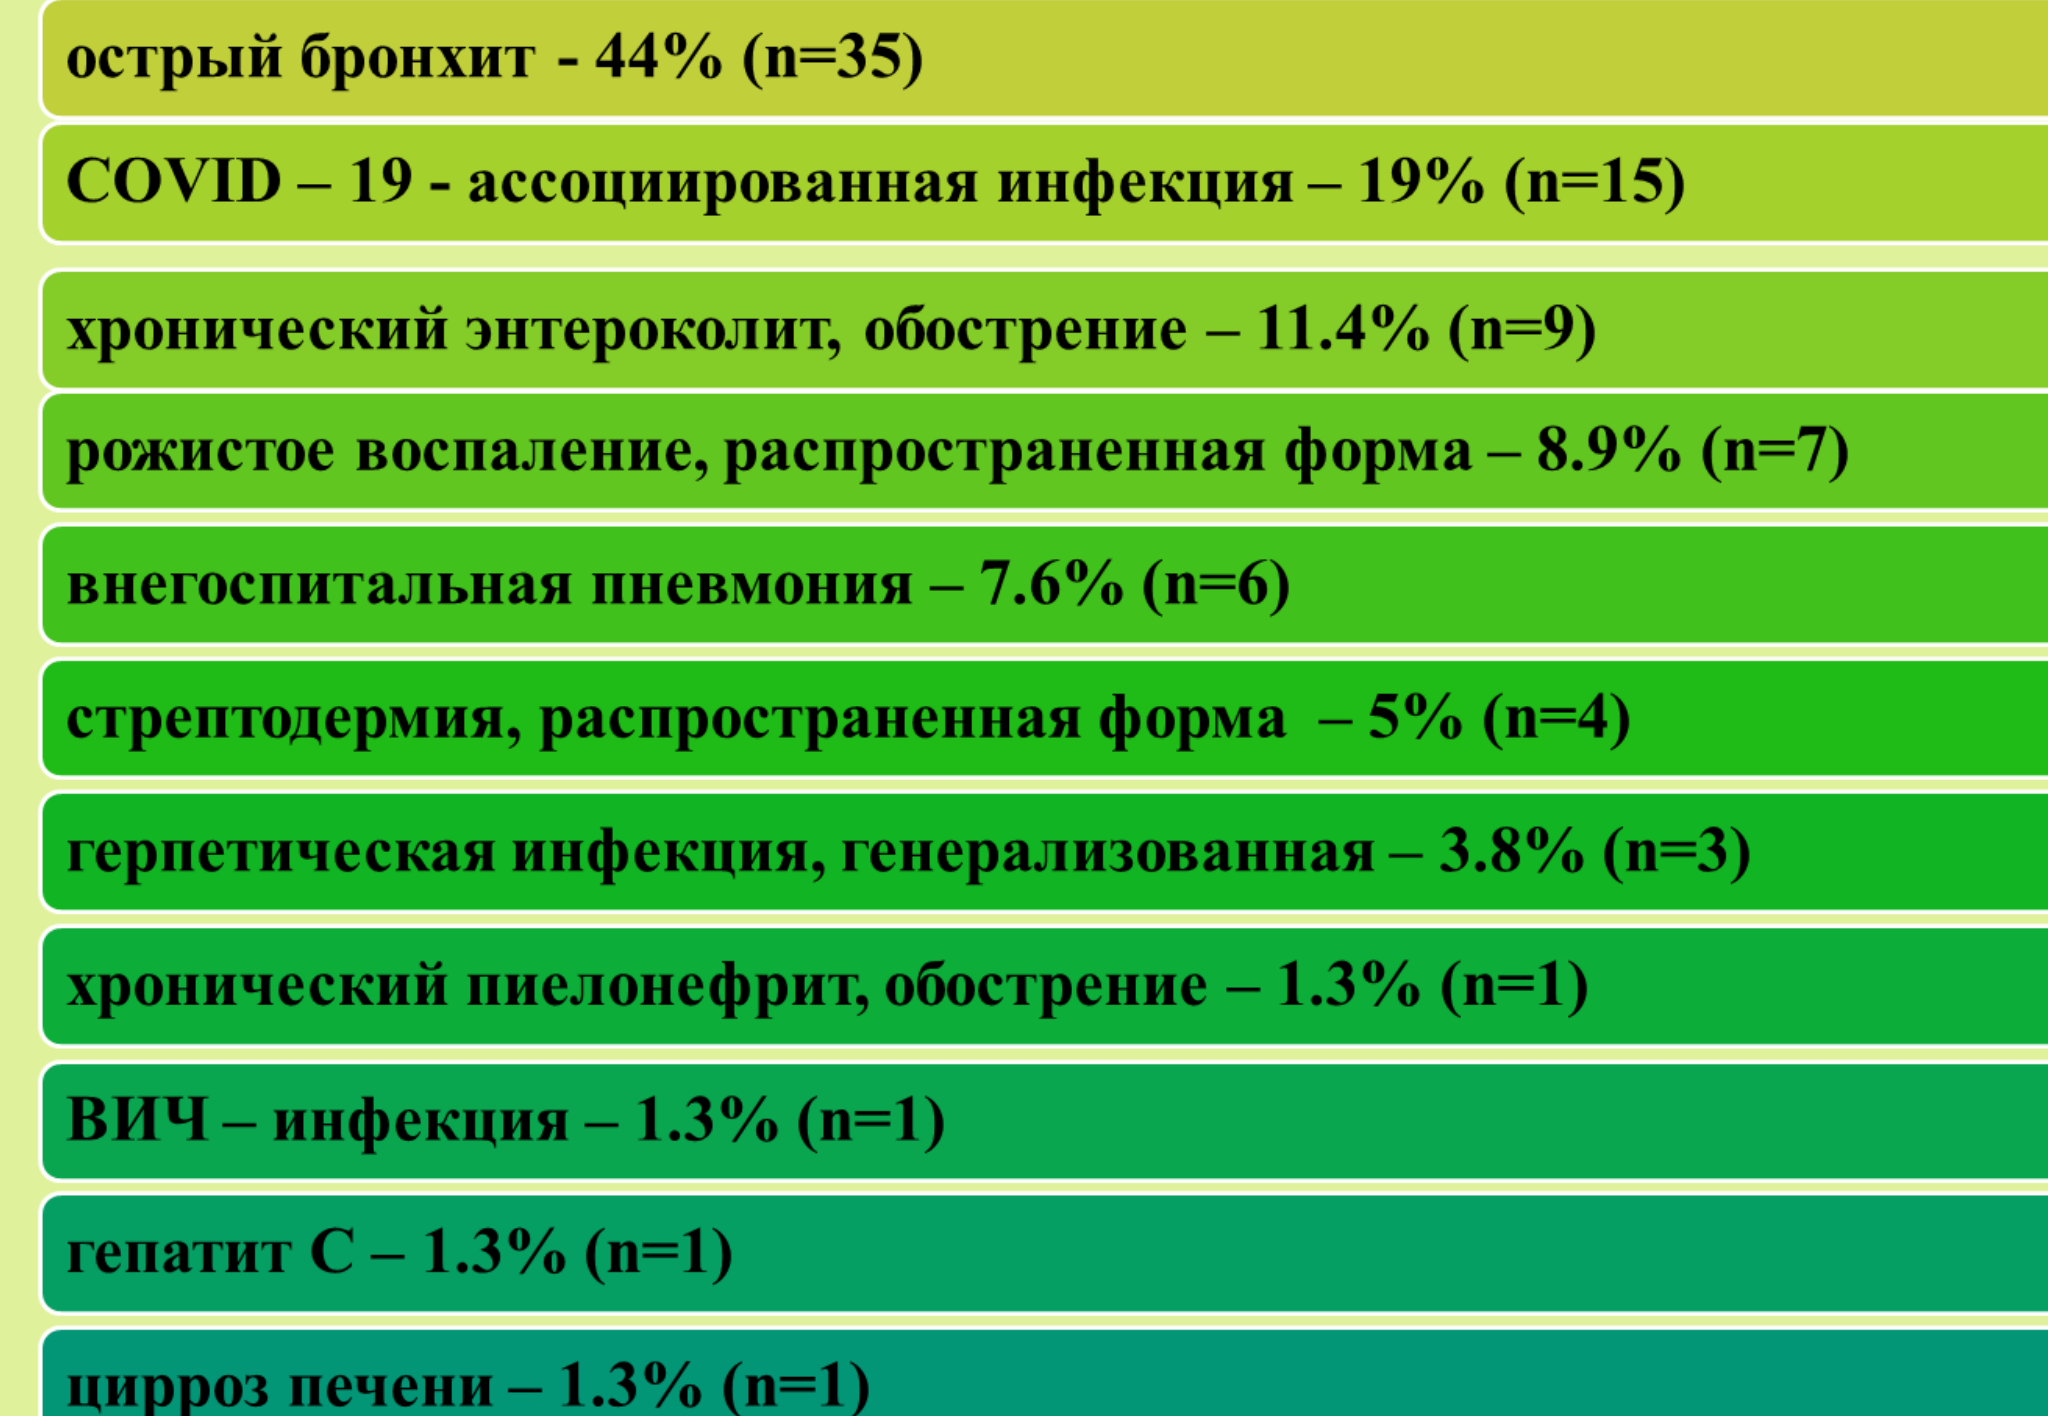 острый бронхит - 44% (n=35)
COVID – 19 - ассоциированная инфекция – 19% (n=15)
хронический энтероколит, обострение – 11.4% (n=9)
рожистое воспаление, распространенная форма – 8.9% (n=7)
внегоспитальная пневмония – 7.6% (n=6)
стрептодермия, распространенная форма – 5% (n=4)
герпетическая инфекция, генерализованная – 3.8% (n=3)
хронический пиелонефрит, обострение – 1.3% (n=1)
ВИЧ – инфекция – 1.3% (n=1)
гепатит С – 1.3% (n=1)
цирроз печени – 1.3% (n=1)